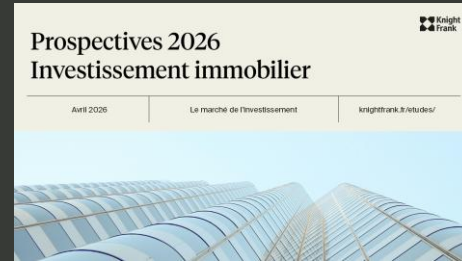 Knight
Frank
Prospectives 2026
Investissement immobilier
Avril 2026
Le marché de l'investissement
knightfrank.fr/etudes/